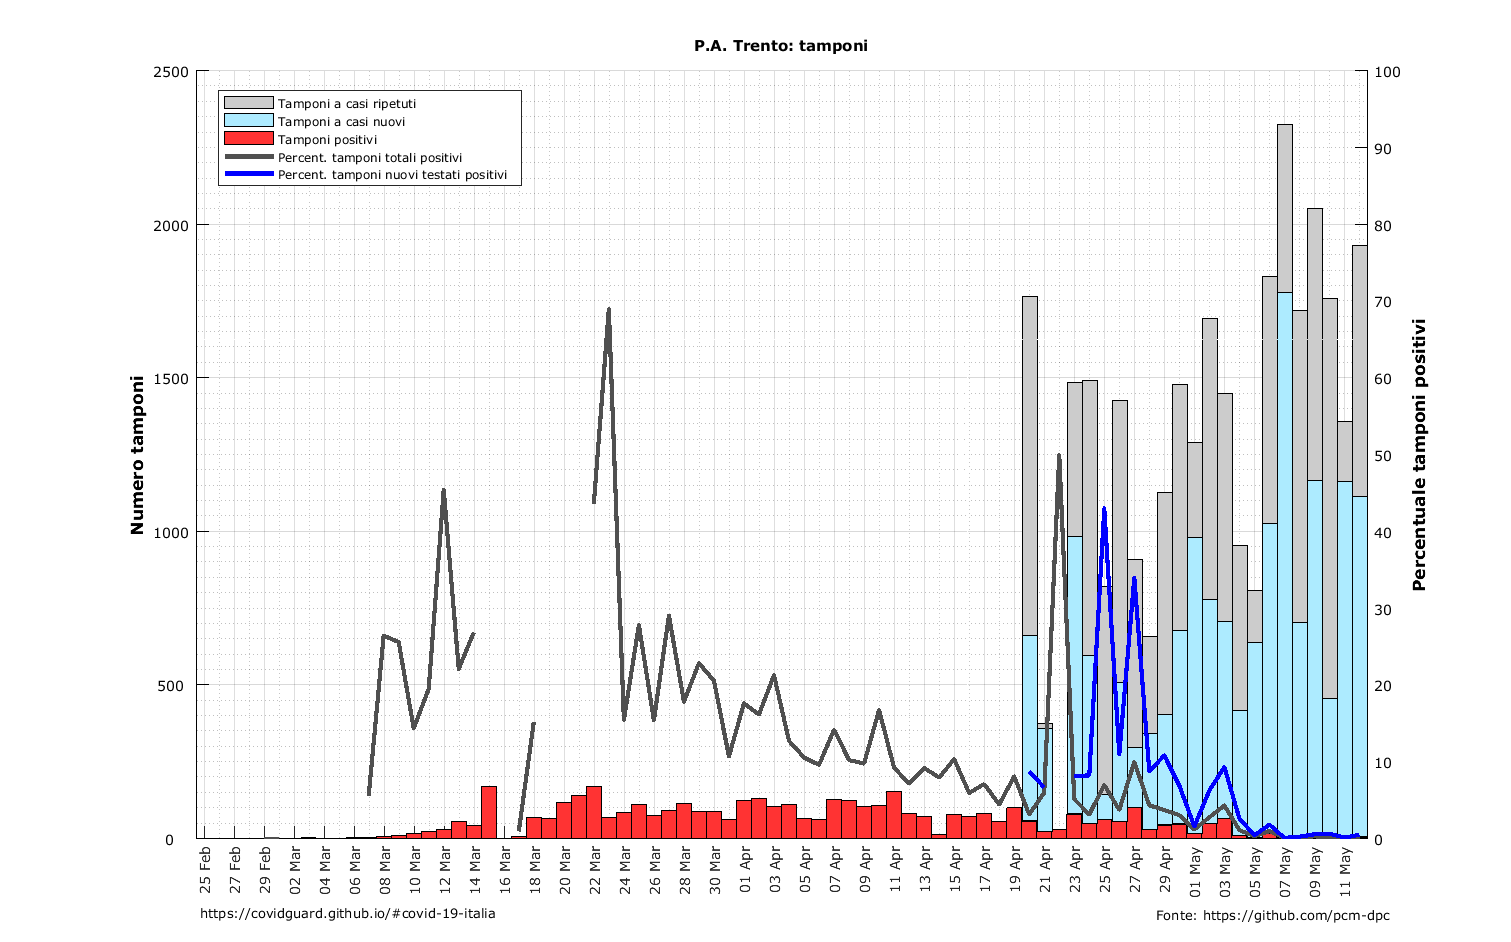 P.A. Trento: tamponi
2500
2000
1500
1000
500
0
Numero tamponi
Tamponi a casi ripetuti
Tamponi a casi nuovi
Tamponi positivi
Percent. tamponi totali positivi
Percent. tamponi nuovi testati positivi
100
90
80
70
60
50
40
30
20
10
0
Percentuale tamponi positivi
25 Feb
27 Feb
29 Feb
02 Mar
04 Mar
06 Mar
08 Mar
10 Mar
12 Mar
14 Mar
16 Mar
18 Mar
20 Mar
22 Mar
24 Mar
26 Mar
28 Mar
30 Mar
01 Apr
03 Apr
05 Apr
07 Apr
09 Apr
11 Apr
13 Apr
15 Apr
17 Apr
19 Apr
21 Apr
23 Apr
25 Apr
27 Apr
29 Apr
01 May
03 May
05 May
07 May
09 May
11 May
https://covidguard.github.io/#covid-19-italia
Fonte: https://github.com/pcm-dpc